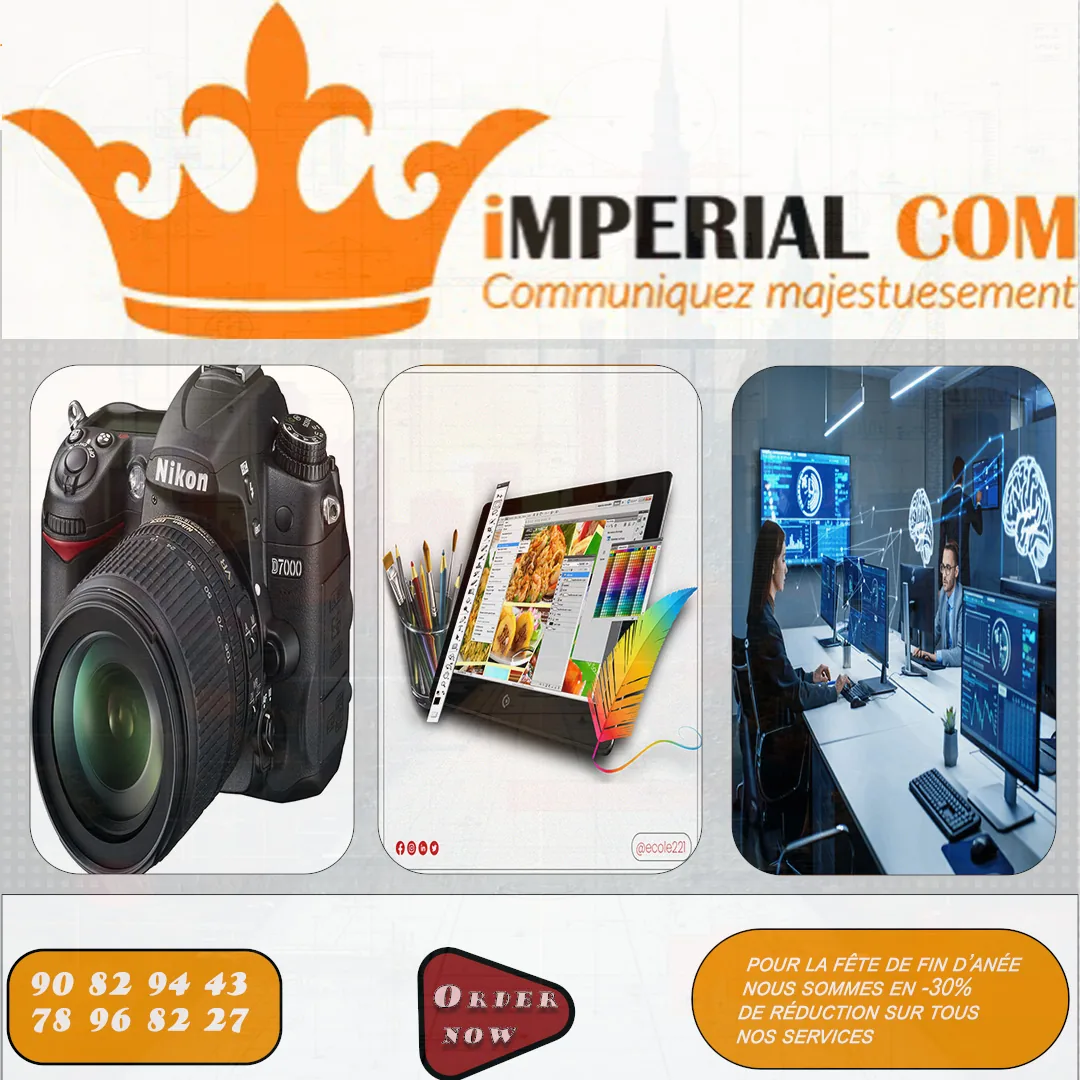 iMPERIAL COM
Communiquez majestuesement
Nikon
D7000
@ecole221
90 82 94 43
78 96 82 27
ORDER
NOW
POUR LA FÊTE DE FIN D'ANÉE
NOUS SOMMES EN -30%
DE RÉDUCTION SUR TOUS
NOS SERVICES